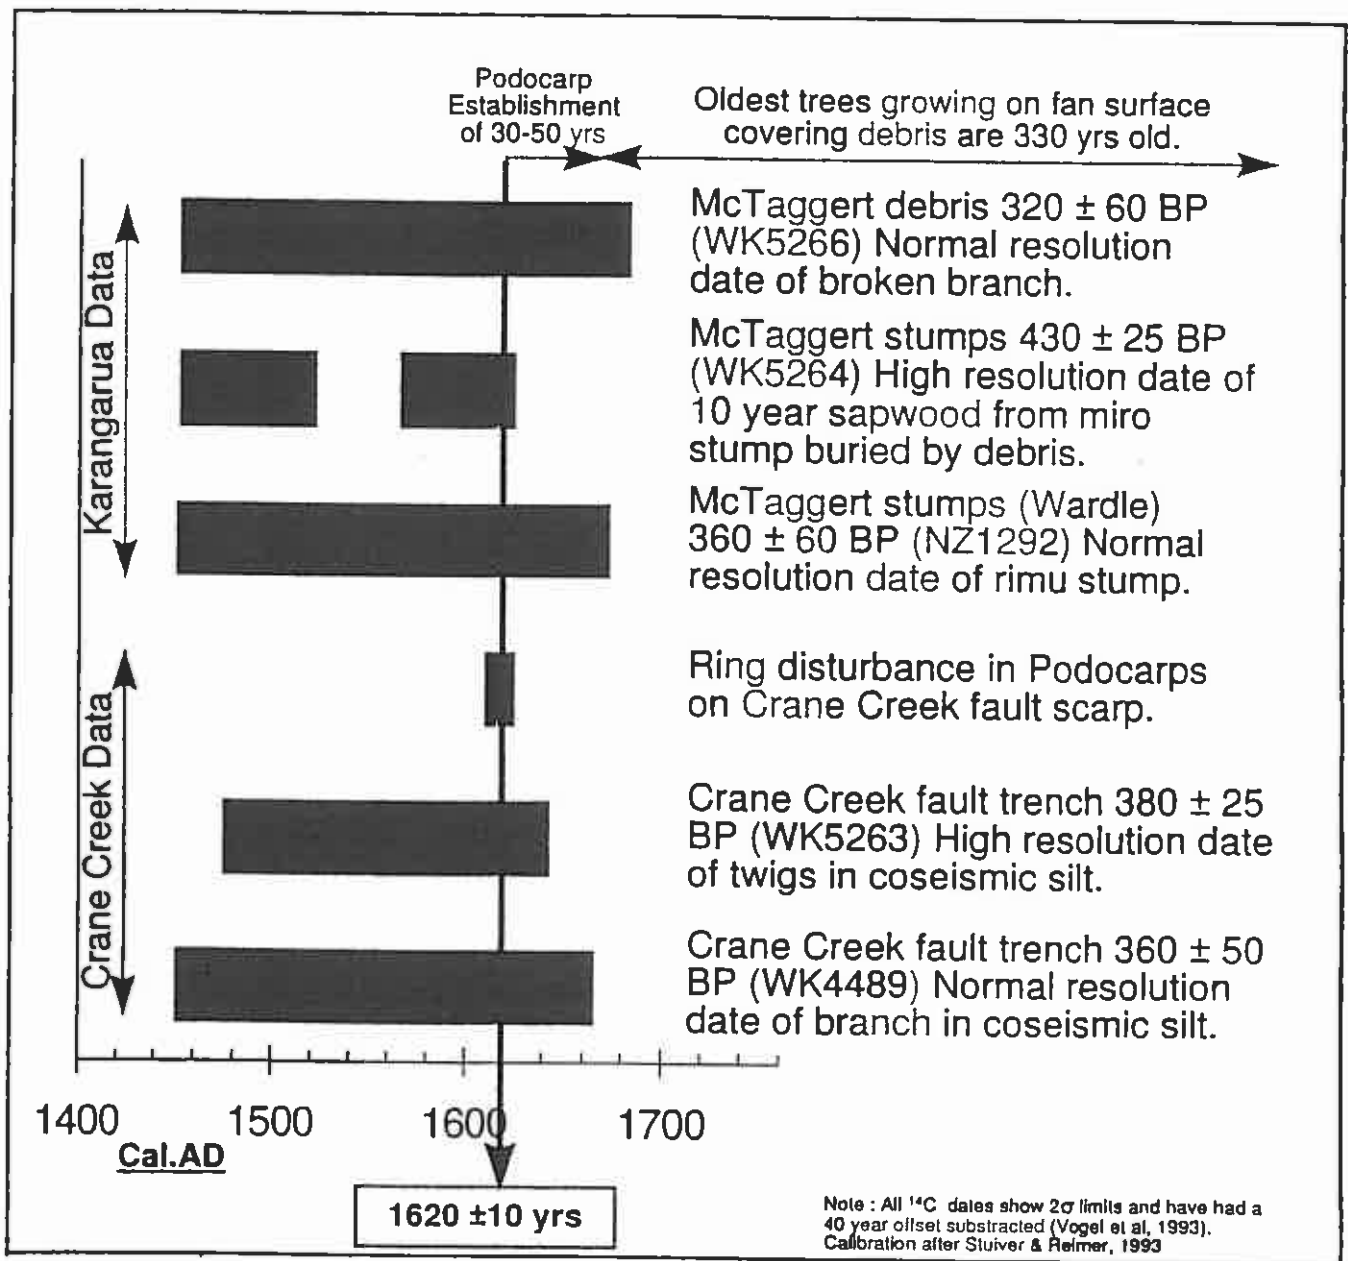 Podocarp
Establishment
of 30-50 yrs
Oldest trees growing on fan surface
covering debris are 330 yrs old.
Karangarua Data
McTaggert debris 320 ± 60 BP
(WK5266) Normal resolution
date of broken branch.
McTaggert stumps 430 ± 25 BP
(WK5264) High resolution date of
10 year sapwood from miro
stump buried by debris.
McTaggert stumps (Wardle)
360 ± 60 BP (NZ1292) Normal
resolution date of rimu stump.
Crane Creek Data
Ring disturbance in Podocarps
on Crane Creek fault scarp.
Crane Creek fault trench 380 ± 25
BP (WK5263) High resolution date
of twigs in coseismic silt.
Crane Creek fault trench 360 ± 50
BP (WK4489) Normal resolution
date of branch in coseismic silt.
1400 1500 1600 1700
Cal.AD
1620 ±10 yrs
Note : All ¹⁴C dates show 2σ limits and have had a
40 year offset substracted (Vogel et al, 1993).
Calibration after Stuiver & Reimer, 1993